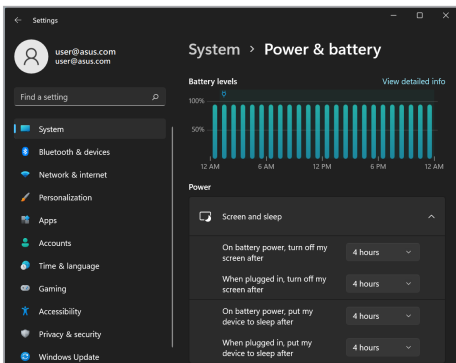 Settings
user@asus.com
user@asus.com
Find a setting
System
Bluetooth & devices
Network & internet
Personalization
Apps
Accounts
Time & language
Gaming
Accessibility
Privacy & security
Windows Update
System > Power & battery
Battery levels
View detailed info
100%
50%
12 AM
6 AM
12 PM
6 PM
12 AM
Power
Screen and sleep
On battery power, turn off my
screen after
4 hours
When plugged in, turn off my
screen after
4 hours
On battery power, put my
device to sleep after
4 hours
When plugged in, put my
device to sleep after
4 hours